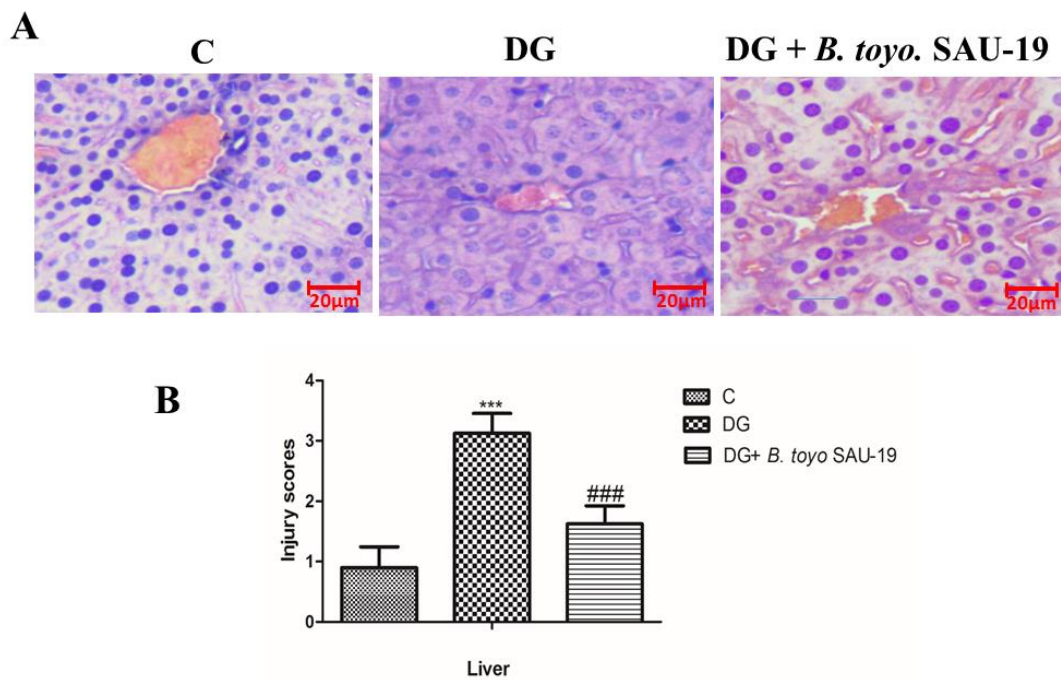 A
C
DG
DG + B. toyo. SAU-19
20μm
20μm
20μm
B
4
3
2
1
0
Injury scores
***
###
Liver
C
DG
DG+ B. toyo SAU-19